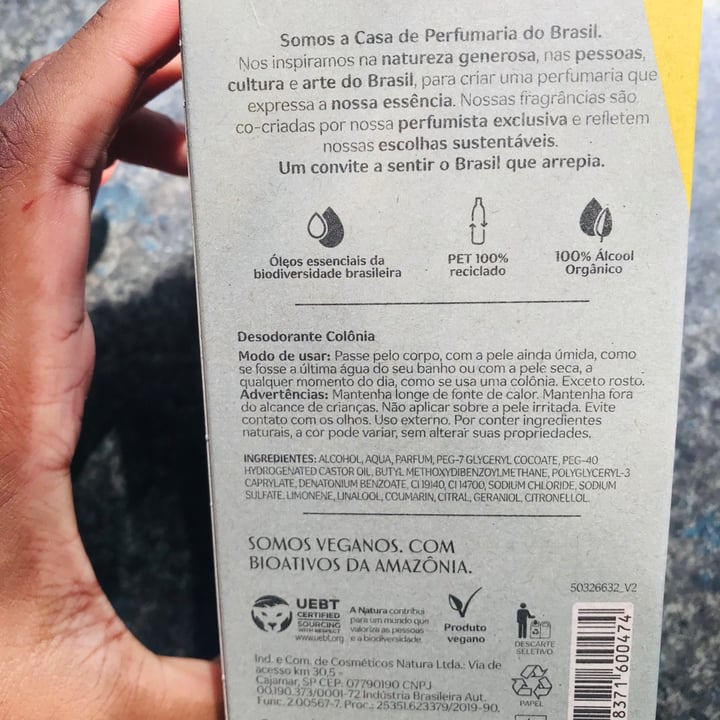 Somos a Casa de Perfumaria do Brasil.
Nos inspiramos na natureza generosa, nas pessoas,
cultura e arte do Brasil, para criar uma perfumaria que
expressa a nossa essência. Nossas fragrâncias são
co-criadas por nossa perfumista exclusiva e refletem
nossas escolhas sustentáveis.
Um convite a sentir o Brasil que arrepia.
Óleos essenciais da
biodiversidade brasileira
PET 100%
reciclado
100% Álcool
Orgânico
Desodorante Colônia
Modo de usar: Passe pelo corpo, com a pele ainda úmida, como
se fosse a última água do seu banho ou com a pele seca, a
qualquer momento do dia, como se usa uma colônia. Exceto rosto.
Advertências: Mantenha longe de fonte de calor. Mantenha fora
do alcance de crianças. Não aplicar sobre a pele irritada. Evite
contato com os olhos. Uso externo. Por conter ingredientes
naturais, a cor pode variar, sem alterar suas propriedades.
INGREDIENTES: ALCOHOL, AQUA, PARFUM, PEG-7 GLYCERYL COCOATE, PEG-40
HYDROGENATED CASTOR OIL, BUTYL METHOXYDIBENZOYLMETHANE, POLYGLYCERYL-3
CAPRYLATE, DENATONIUM BENZOATE, CI 19140, CI 14700, SODIUM CHLORIDE, SODIUM
SULFATE, LIMONENE, LINALOOL, COUMARIN, CITRAL, GERANIOL, CITRONELLOL.
SOMOS VEGANOS. COM
BIOATIVOS DA AMAZÔNIA.
50326632_V2
UEBT
CERTIFIED
SOURCING
WITH RESPECT
www.uebt.org
A Natura contribui
para um mundo que
valoriza as pessoas
e a biodiversidade.
Produto
vegano
DESCARTE
SELETIVO
PAPEL
8371"600474
Ind. e Com. de Cosméticos Natura Ltda.: Via de
acesso km 30,5 -
Cajamar, SP CEP: 07790190 CNPJ
00.190.373/0001-72 Indústria Brasileira Aut.
Func. 2.00567-7. Proc.: 25351.623379/2019-90.